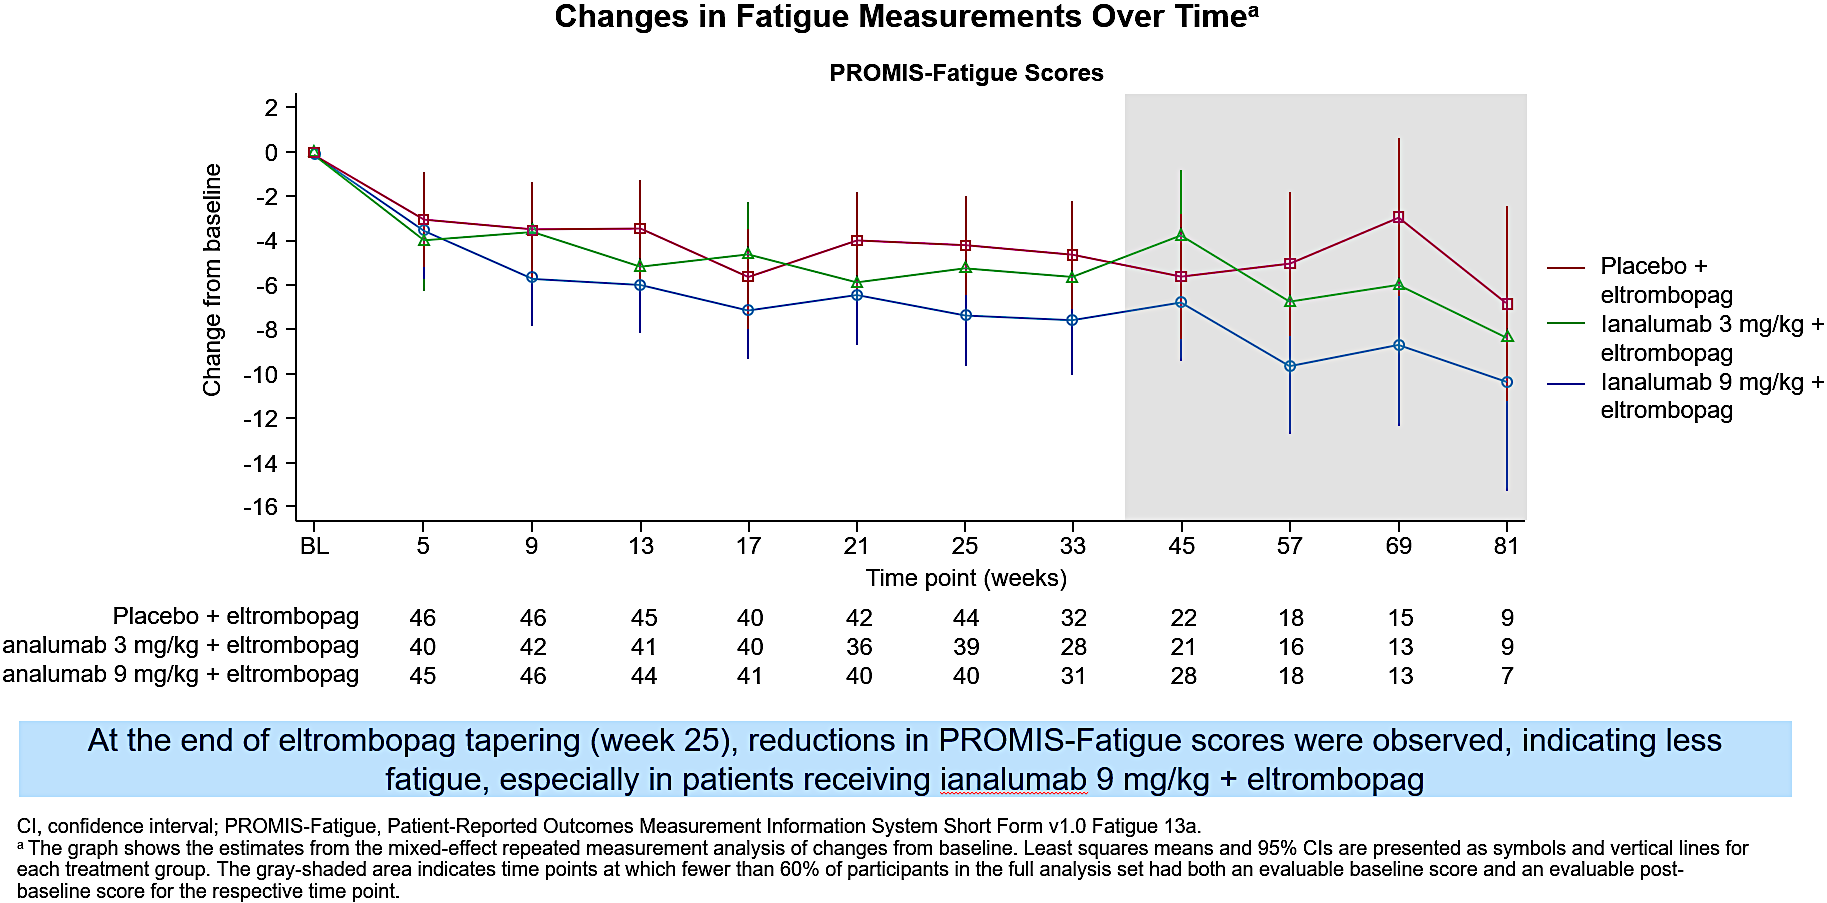 Changes in Fatigue Measurements Over Timeᵃ
PROMIS-Fatigue Scores
Change from baseline
2
0
-2
-4
-6
-8
-10
-12
-14
-16
BL 5 9 13 17 21 25 33 45 57 69 81
Time point (weeks)
Placebo +
eltrombopag
Ianalumab 3 mg/kg +
eltrombopag
Ianalumab 9 mg/kg +
eltrombopag
Placebo + eltrombopag 46 46 45 40 42 44 32 22 18 15 9
analumab 3 mg/kg + eltrombopag 40 42 41 40 36 39 28 21 16 13 9
analumab 9 mg/kg + eltrombopag 45 46 44 41 40 40 31 28 18 13 7
At the end of eltrombopag tapering (week 25), reductions in PROMIS-Fatigue scores were observed, indicating less
fatigue, especially in patients receiving ianalumab 9 mg/kg + eltrombopag
CI, confidence interval; PROMIS-Fatigue, Patient-Reported Outcomes Measurement Information System Short Form v1.0 Fatigue 13a.
ᵃ The graph shows the estimates from the mixed-effect repeated measurement analysis of changes from baseline. Least squares means and 95% CIs are presented as symbols and vertical lines for
each treatment group. The gray-shaded area indicates time points at which fewer than 60% of participants in the full analysis set had both an evaluable baseline score and an evaluable post-
baseline score for the respective time point.